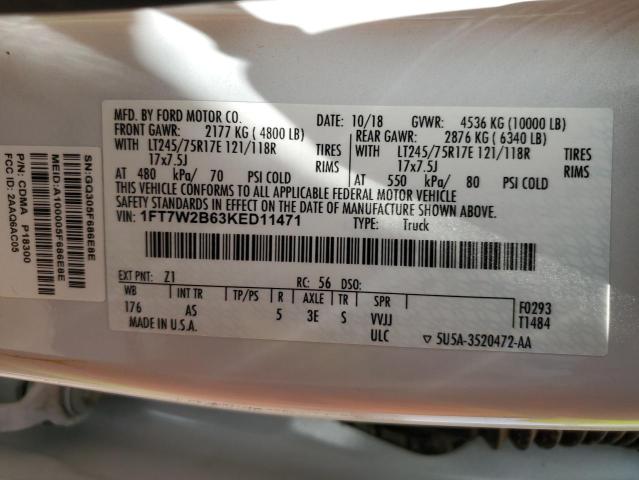 MFD. BY FORD MOTOR CO. 10/18 GVWR: 4536 KG (10000 LB)
FRONT GAWR: 2177 KG ( 4800 LB) REAR GAWR: 2876 KG ( 6340 LB)
WITH LT245/75R17E 121/118R TIRES WITH LT245/75R17E 121/118R TIRES
17x7.5J RIMS 17x7.5J RIMS
AT 480 kPa/ 70 PSI COLD AT 550 kPa/ 80 PSI COLD
THIS VEHICLE CONFORMS TO ALL APPLICABLE FEDERAL MOTOR VEHICLE
SAFETY STANDARDS IN EFFECT ON THE DATE OF MANUFACTURE SHOWN ABOVE.
VIN: 1FT7W2B63KED11471 TYPE: Truck
EXT PNT: Z1 RC: 56 DSO:
WB INT TR TP/PS R AXLE TR SPR F0293
176 AS 5 3E S VVJJ T1484
MADE IN U.S.A. ULC 5U5A-3520472-AA
SN:QQ305F686E8E
MEID:A100005F686E8E
P/N: CDMA P18300
FCC ID: 2AAQ6AC05